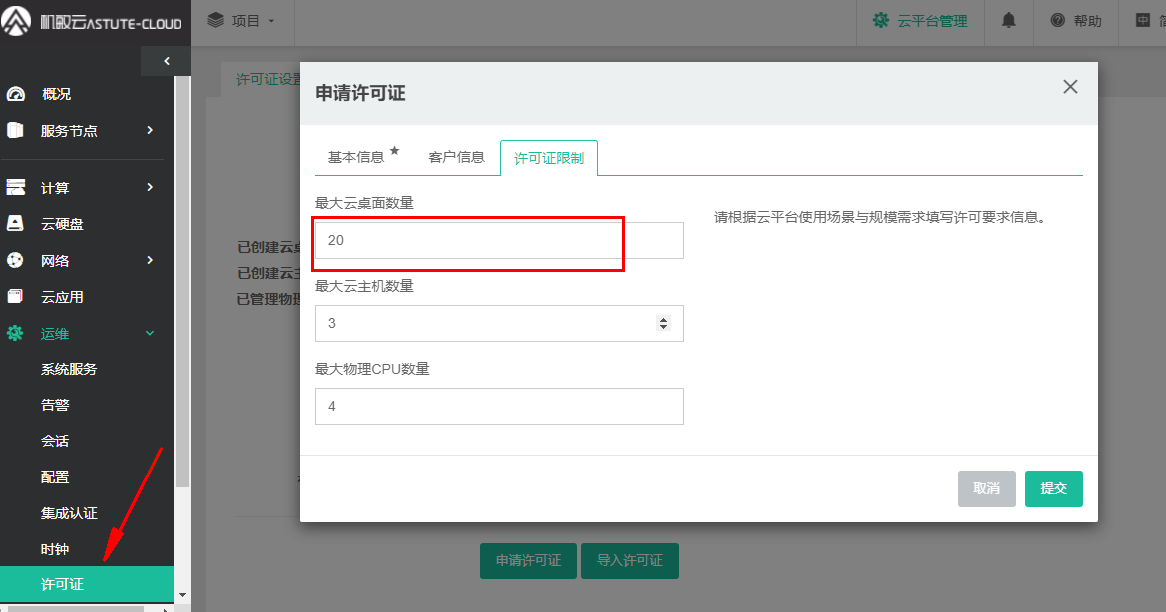 机敏云ASTUTE-CLOUD
项目
云平台管理
帮助
概况
服务节点
计算
云硬盘
网络
云应用
运维
系统服务
告警
会话
配置
集成认证
时钟
许可证
许可证设置
已创建云桌
已创建云主
已管理物理
申请许可证
基本信息 ★
客户信息
许可证限制
最大云桌面数量
20
最大云主机数量
3
最大物理CPU数量
4
请根据云平台使用场景与规模需求填写许可要求信息。
取消
提交
申请许可证
导入许可证